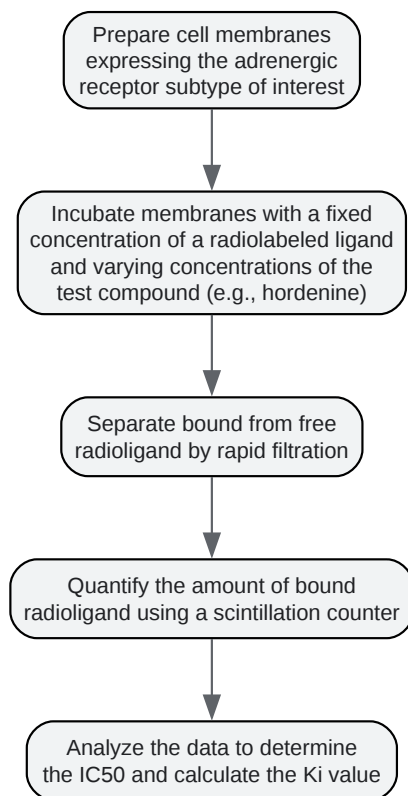 Prepare cell membranes
expressing the adrenergic
receptor subtype of interest
Incubate membranes with a fixed
concentration of a radiolabeled ligand
and varying concentrations of the
test compound (e.g., hordenine)
Separate bound from free
radioligand by rapid filtration
Quantify the amount of bound
radioligand using a scintillation counter
Analyze the data to determine
the IC50 and calculate the Ki value